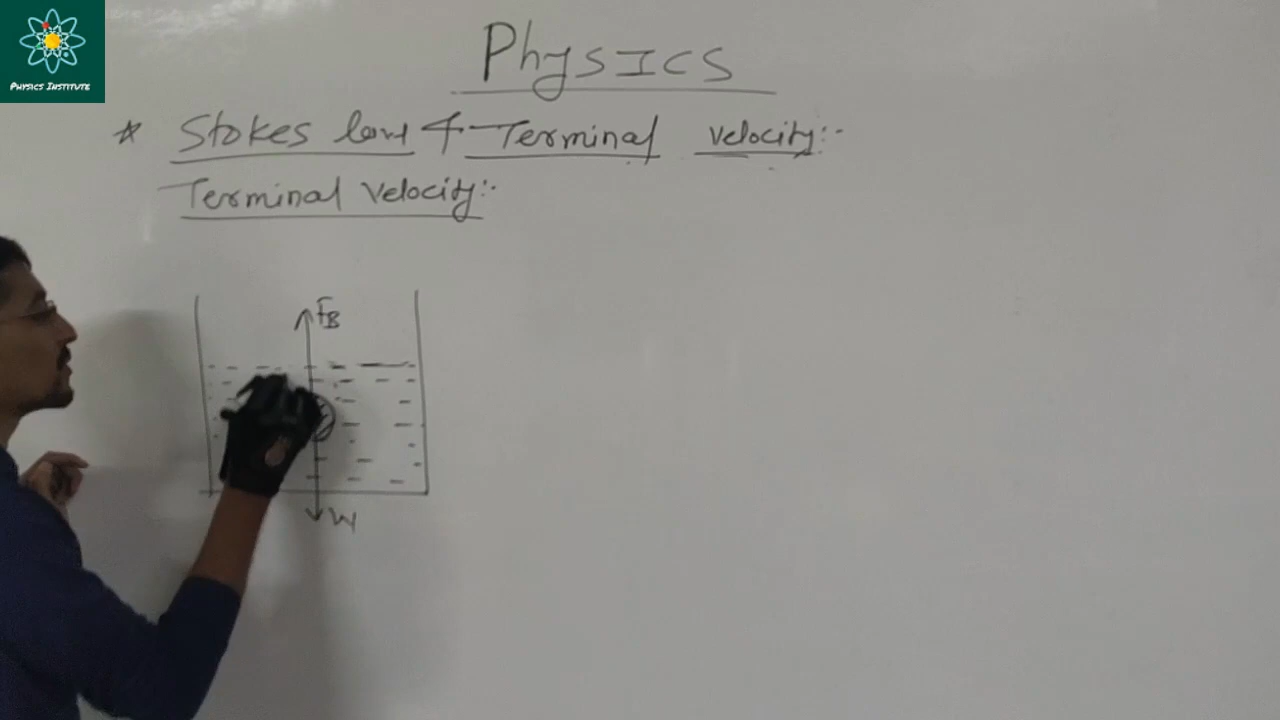 PHYSICS INSTITUTE
PHYSICS
* Stokes law & Terminal velocity:-
Terminal velocity:-
FB
W